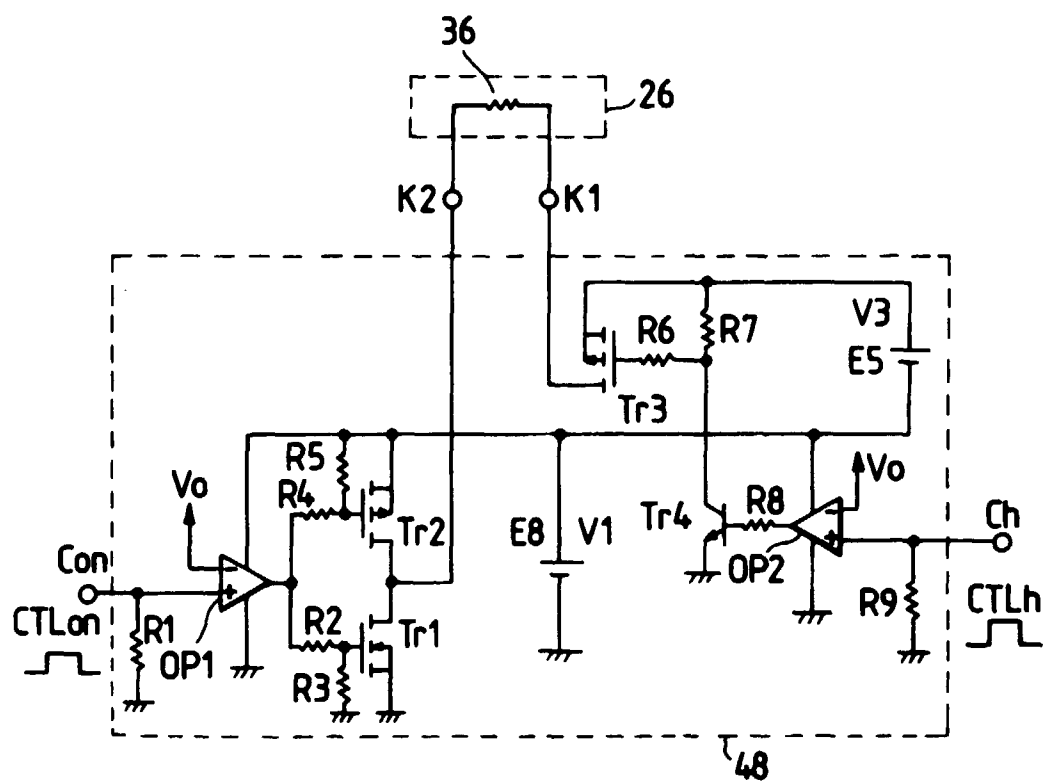 36
26
K2
K1
V3
R6
R7
E5
Tr3
R5
R4
Vo
Tr2
E8
V1
Tr4
R8
Vo
Ch
Con
OP2
R9
CTLon
R1
OP1
R2
Tr1
CTLh
R3
48